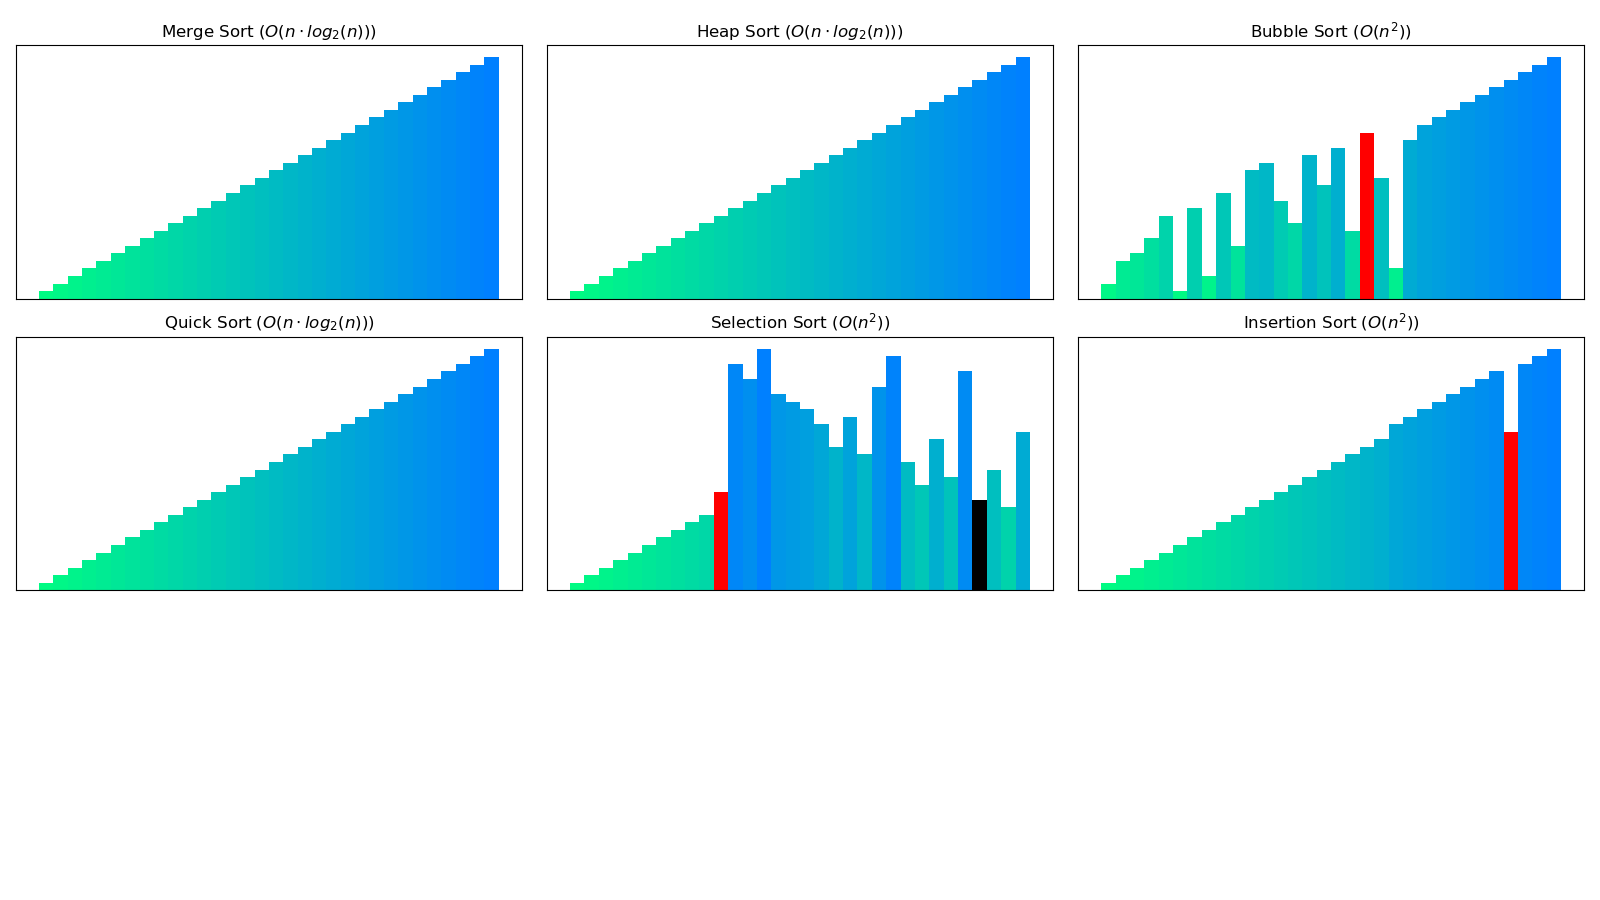 Merge Sort (O(n · log₂(n)))
Heap Sort (O(n · log₂(n)))
Bubble Sort (O(n²))
Quick Sort (O(n · log₂(n)))
Selection Sort (O(n²))
Insertion Sort (O(n²))